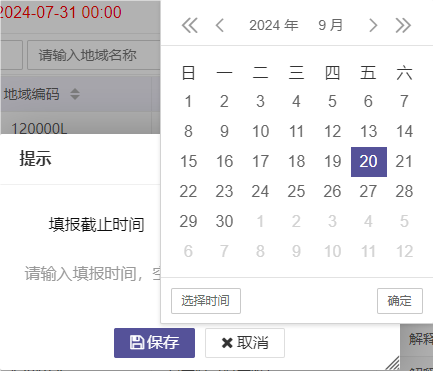 2024-07-31 00:00
请输入地域名称
地域编码
120000L
提示
填报截止时间
请输入填报时间，空
保存 取消
2024 年 9 月
日 一 二 三 四 五 六
1 2 3 4 5 6 7
8 9 10 11 12 13 14
15 16 17 18 19 20 21
22 23 24 25 26 27 28
29 30 1 2 3 4 5
6 7 8 9 10 11 12
选择时间 确定
解释